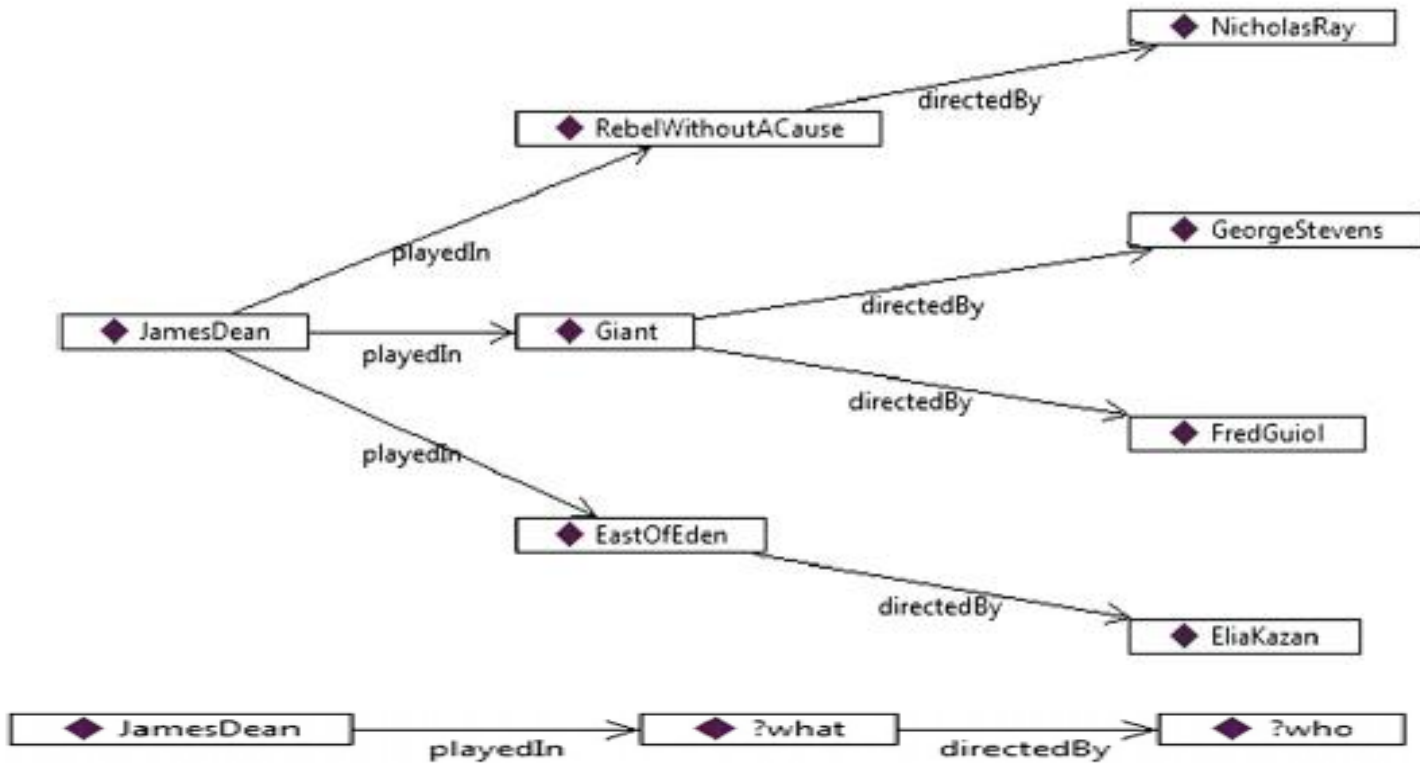 NicholasRay
directedBy
RebelWithoutACause
playedIn
GeorgeStevens
directedBy
JamesDean
playedIn
Giant
directedBy
FredGuiol
playedIn
EastOfEden
directedBy
EliaKazan
JamesDean
playedIn
?what
directedBy
?who